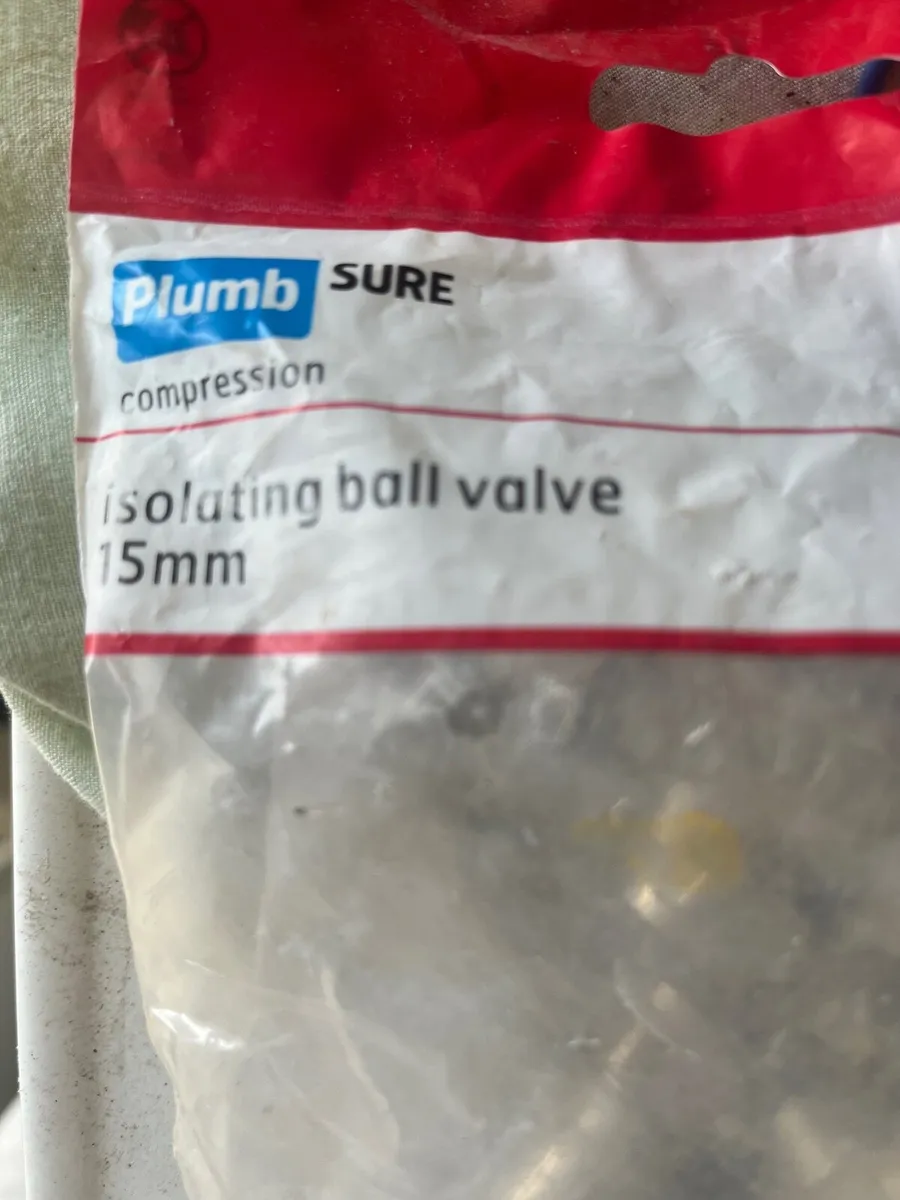 Plumb SURE
compression
isolating ball valve
15mm